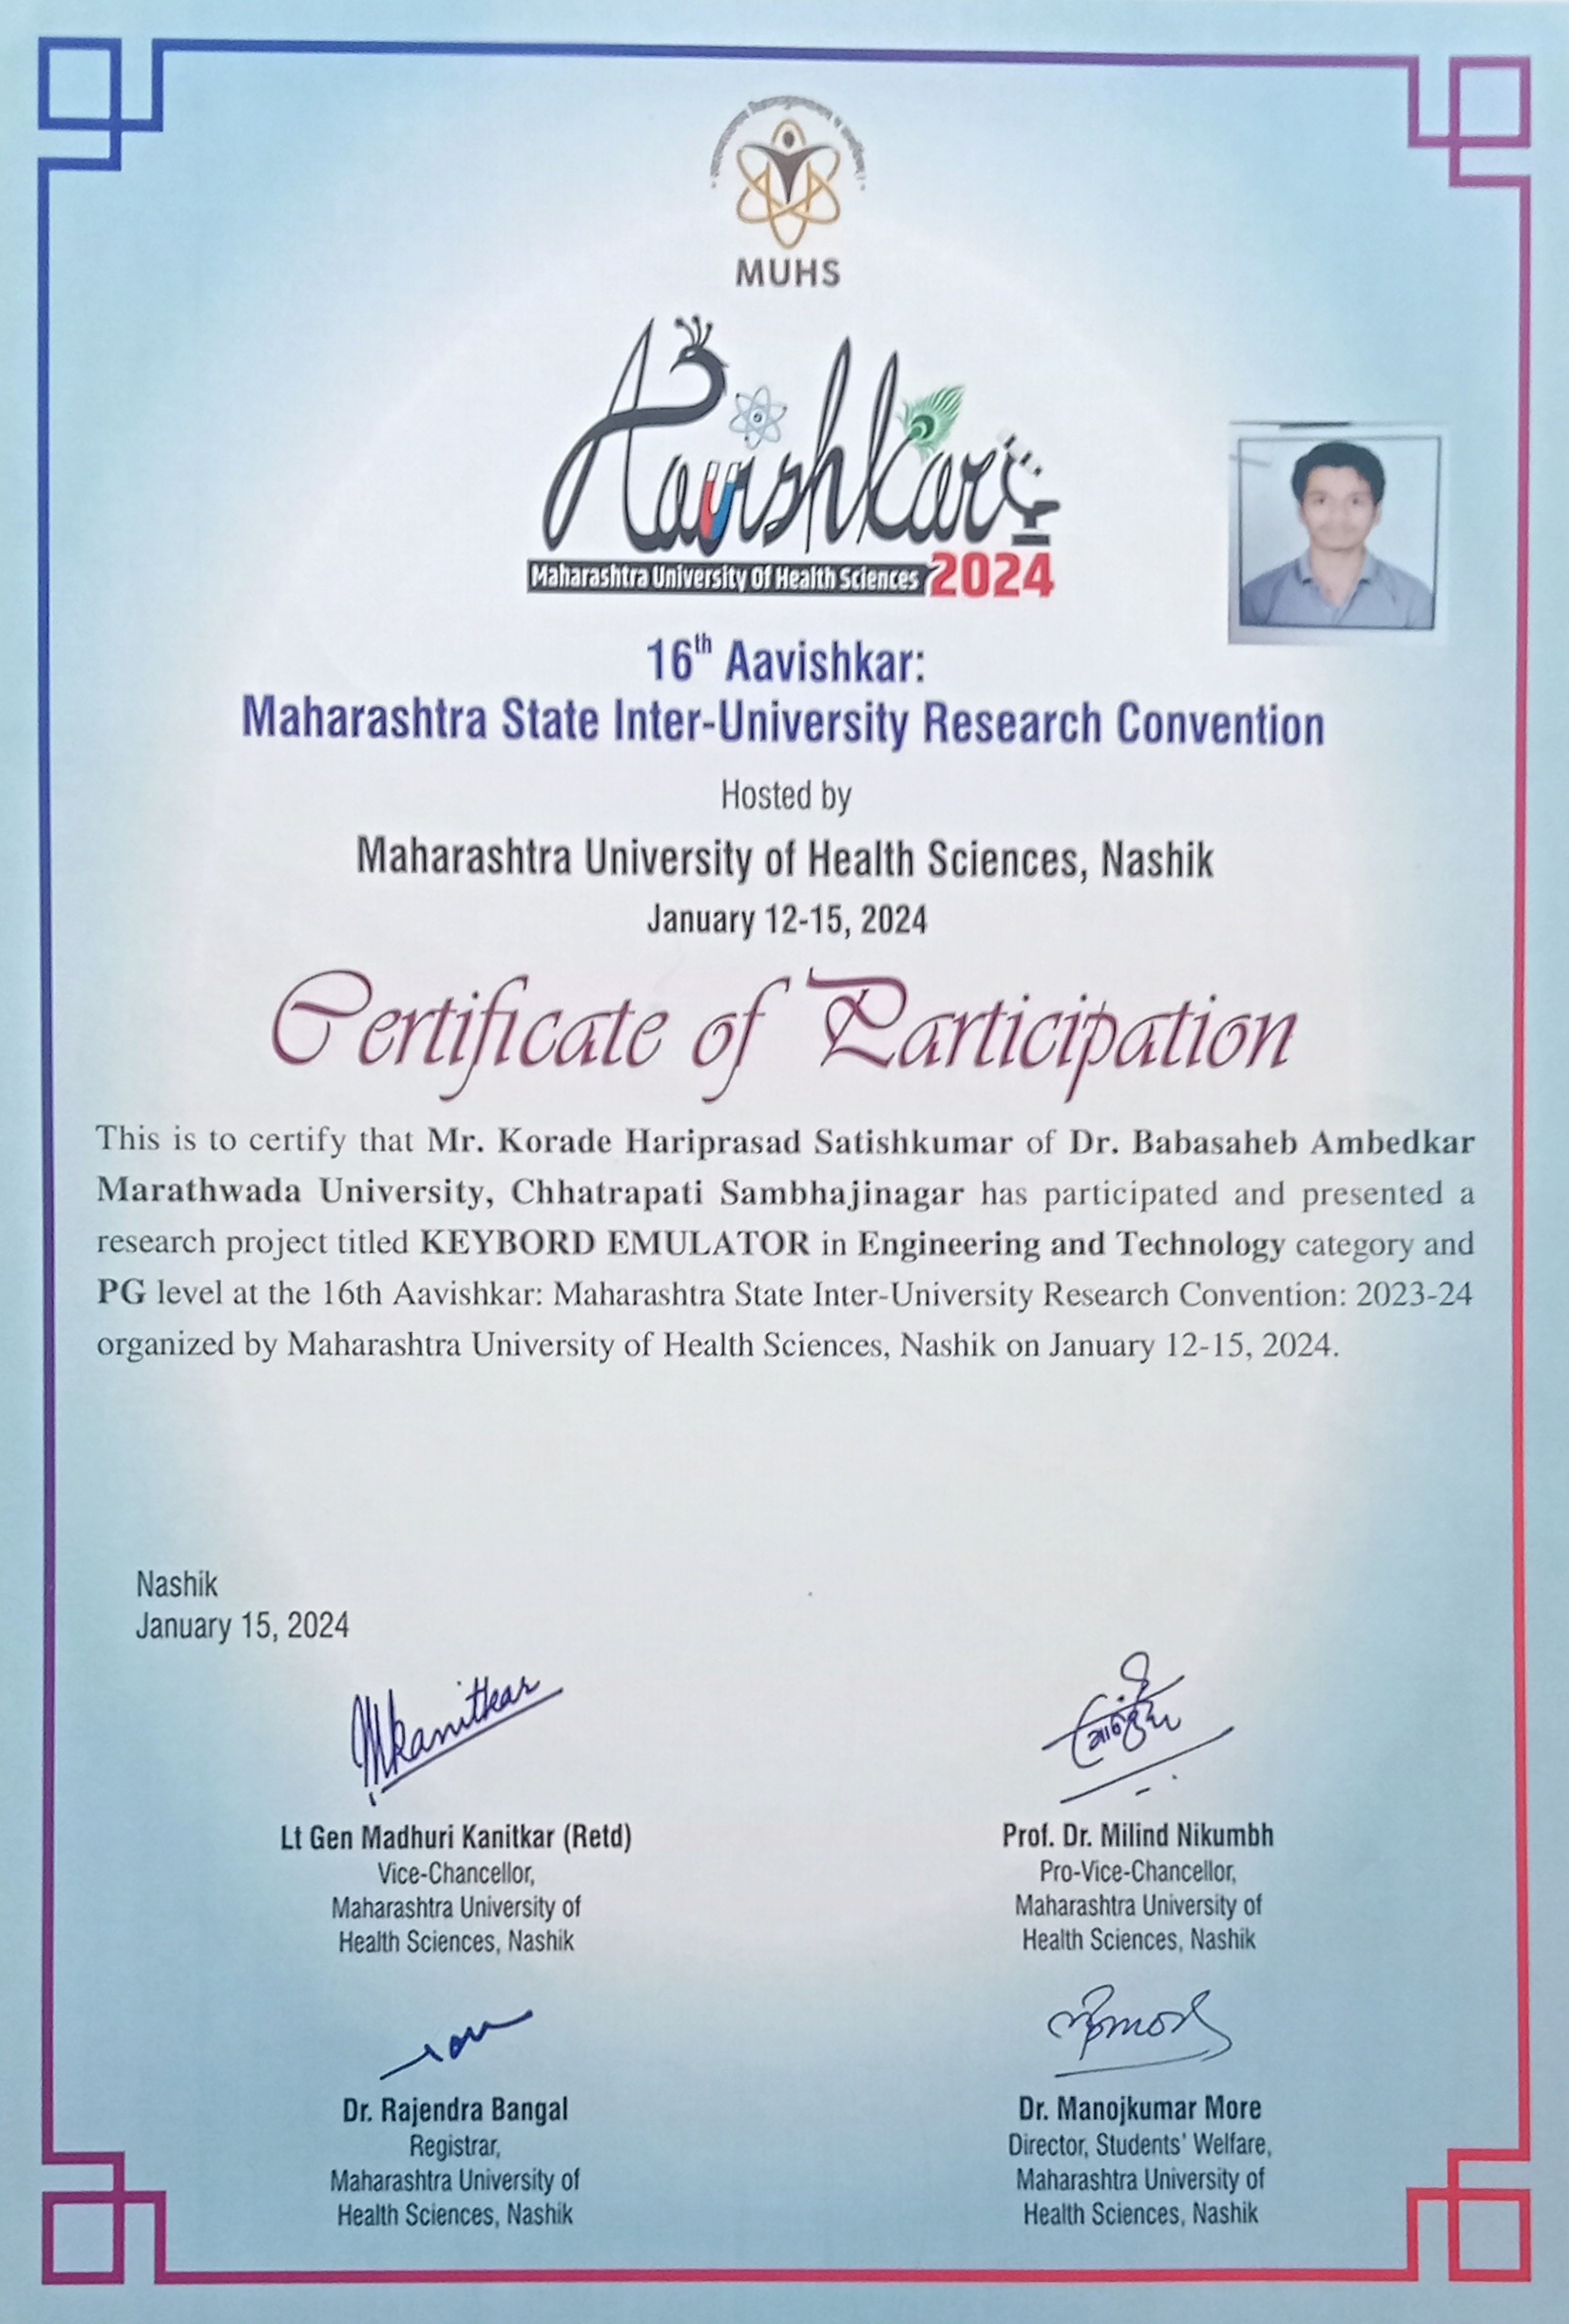 MUHS
Aavishkar
Maharashtra University Of Health Sciences 2024
16th Aavishkar:
Maharashtra State Inter-University Research Convention
Hosted by
Maharashtra University of Health Sciences, Nashik
January 12-15, 2024
Certificate of Participation
This is to certify that Mr. Korade Hariprasad Satishkumar of Dr. Babasaheb Ambedkar
Marathwada University, Chhatrapati Sambhajinagar has participated and presented a
research project titled KEYBORD EMULATOR in Engineering and Technology category and
PG level at the 16th Aavishkar: Maharashtra State Inter-University Research Convention: 2023-24
organized by Maharashtra University of Health Sciences, Nashik on January 12-15, 2024.
Nashik
January 15, 2024
Mkanitkar
Lt Gen Madhuri Kanitkar (Retd)
Vice-Chancellor,
Maharashtra University of
Health Sciences, Nashik
Prof. Dr. Milind Nikumbh
Pro-Vice-Chancellor,
Maharashtra University of
Health Sciences, Nashik
Dr. Rajendra Bangal
Registrar,
Maharashtra University of
Health Sciences, Nashik
Dr. Manojkumar More
Director, Students' Welfare,
Maharashtra University of
Health Sciences, Nashik